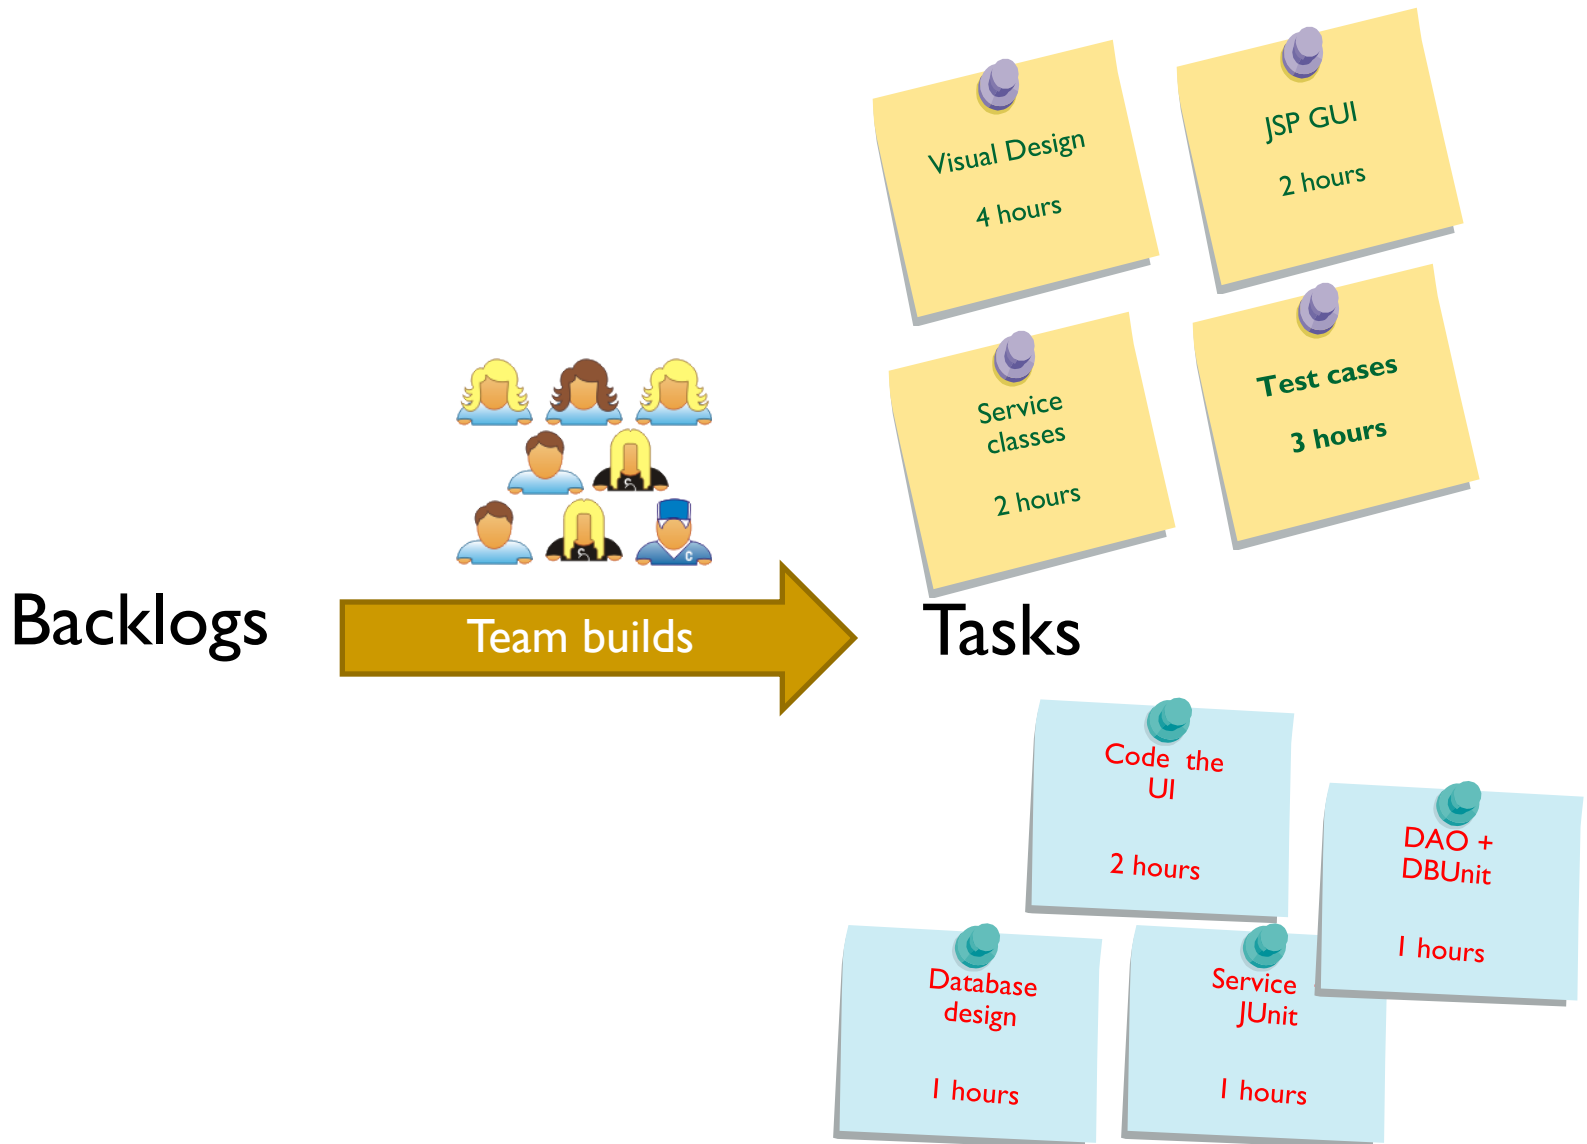 Visual Design
4 hours
JSP GUI
2 hours
Service
classes
2 hours
Test cases
3 hours
Backlogs
Team builds
Tasks
Code the
UI
2 hours
DAO +
DBUnit
1 hours
Database
design
1 hours
Service
JUnit
1 hours